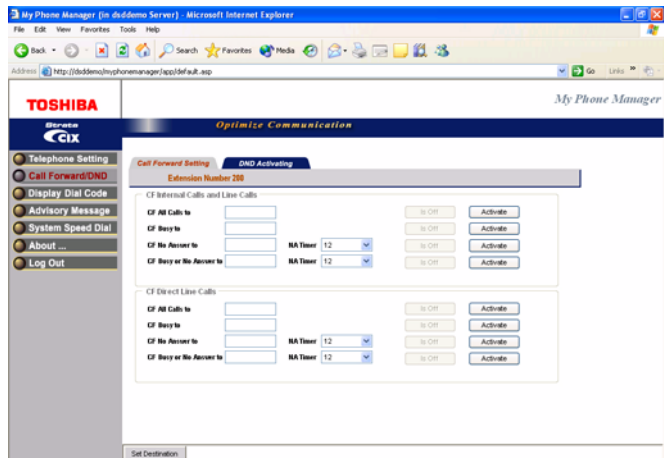 My Phone Manager (in dsddemo Server) - Microsoft Internet Explorer
File Edit View Favorites Tools Help
Back Search Favorites Media
Address http://dsddemo/myphonemanager/app/default.asp Go Links
TOSHIBA
My Phone Manager
Strata
CIX
Optimize Communication
Telephone Setting
Call Forward/DND
Display Dial Code
Advisory Message
System Speed Dial
About ...
Log Out
Call Forward Setting DND Activating
Extension Number 200
CF Internal Calls and Line Calls
CF All Calls to Is Off Activate
CF Busy to Is Off Activate
CF No Answer to NA Timer 12 Is Off Activate
CF Busy or No Answer to NA Timer 12 Is Off Activate
CF Direct Line Calls
CF All Calls to Is Off Activate
CF Busy to Is Off Activate
CF No Answer to NA Timer 12 Is Off Activate
CF Busy or No Answer to NA Timer 12 Is Off Activate
Set Destination